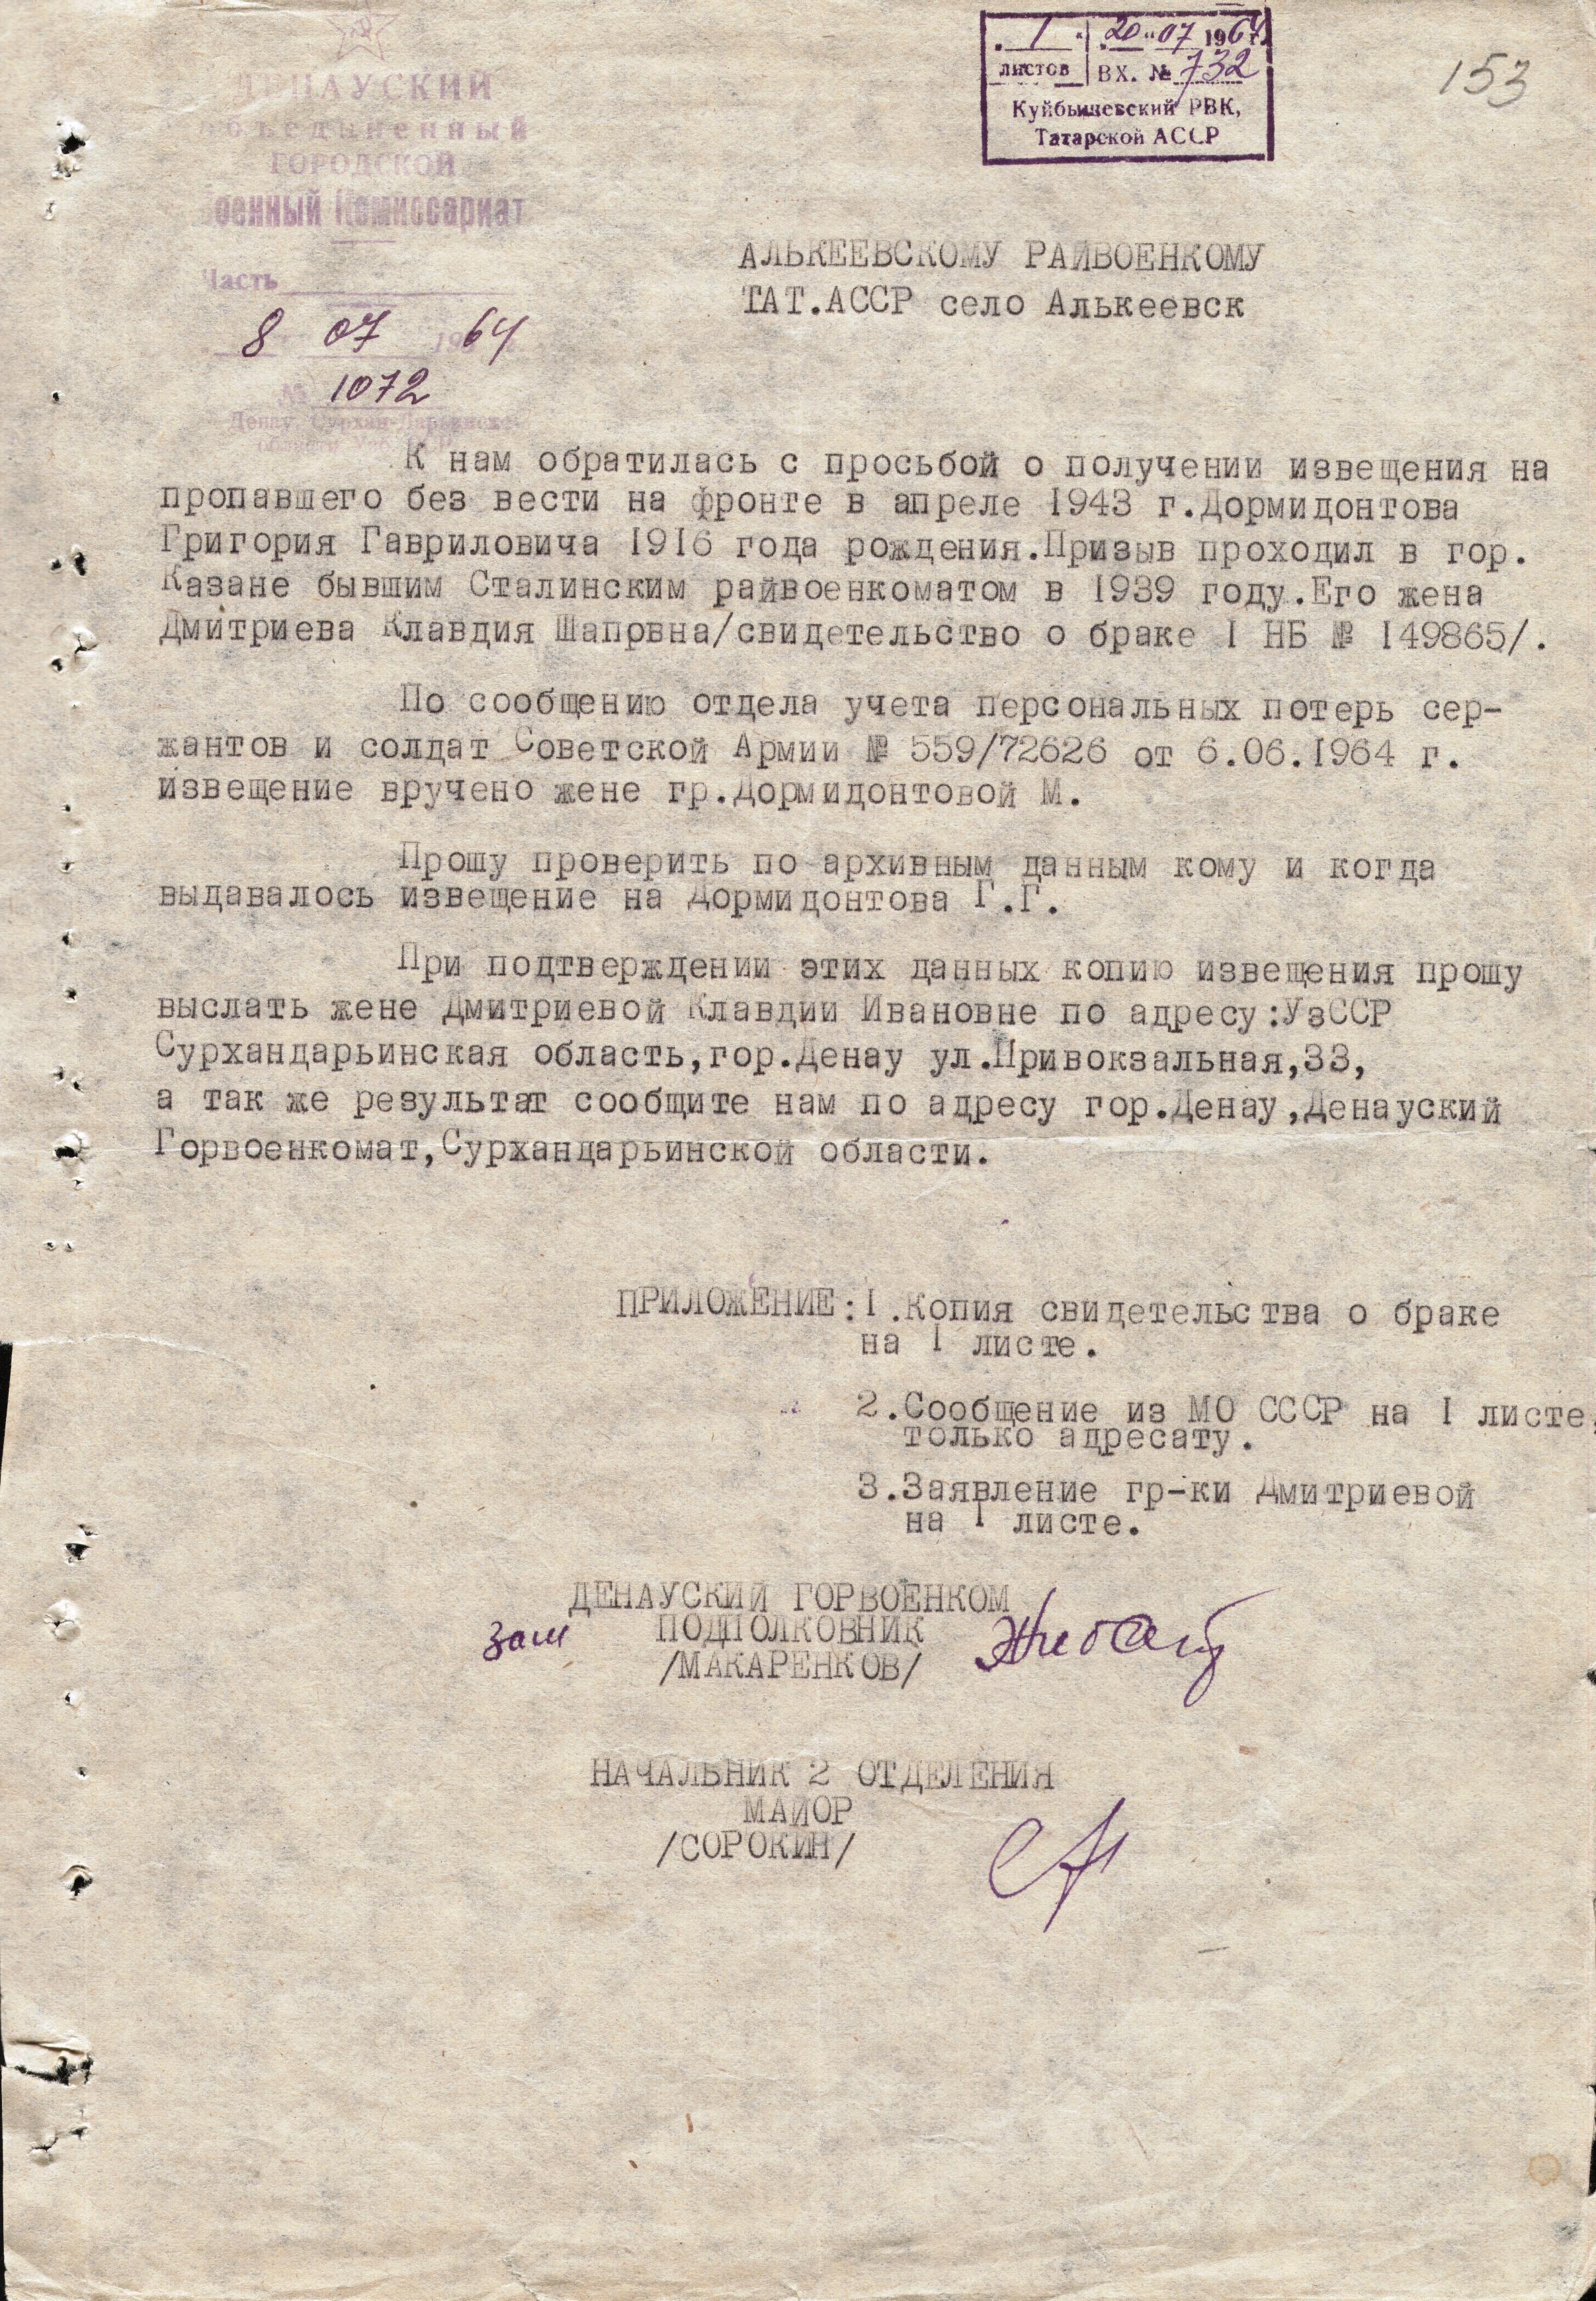 ДЕНАУСКИЙ
объединенный
ГОРОДСКОЙ
Военный Комиссариат
Часть
8 07 1964
№ 1072
Денау, Сурхан-Дарьинск
1 20 " 07 1964 г.
листов ВХ. № 732
Куйбышевский РВК,
Татарской АССР
153
АЛЬКЕЕВСКОМУ РАЙВОЕНКОМУ
ТАТ.АССР село Алькеевск
К нам обратилась с просьбой о получении извещения на
пропавшего без вести на фронте в апреле 1943 г.Дормидонтова
Григория Гавриловича 1916 года рождения.Призыв проходил в гор.
Казане бывшим Сталинским райвоенкоматом в 1939 году.Его жена
Дмитриева Клавдия Шаповна/свидетельство о браке I НБ № 149865/.
По сообщению отдела учета персональных потерь сер-
жантов и солдат Советской Армии № 559/72626 от 6.06.1964 г.
извещение вручено жене гр.Дормидонтовой М.
Прошу проверить по архивным данным кому и когда
выдавалось извещение на Дормидонтова Г.Г.
При подтверждении этих данных копию извещения прошу
выслать жене Дмитриевой Клавдии Ивановне по адресу:УзССР
Сурхандарьинская область,гор.Денау ул.Привокзальная,33,
а так же результат сообщите нам по адресу гор.Денау,Денауский
Горвоенкомат,Сурхандарьинской области.
ПРИЛОЖЕНИЕ:I.Копия свидетельства о браке
на I листе.
2.Сообщение из МО СССР на I листе,
только адресату.
3.Заявление гр-ки Дмитриевой
на I листе.
ДЕНАУСКИЙ ГОРВОЕНКОМ
зам ПОДПОЛКОВНИК
/МАКАРЕНКОВ/
НАЧАЛЬНИК 2 ОТДЕЛЕНИЯ
МАЙОР
/СОРОКИН/